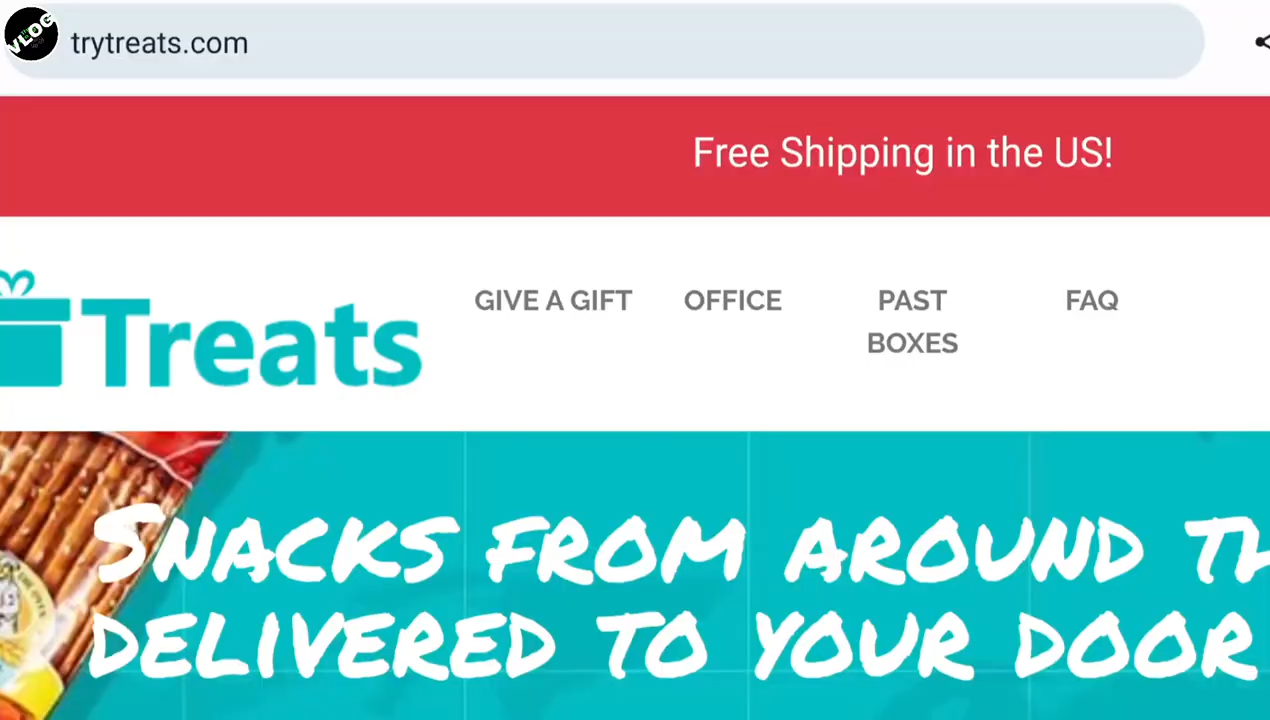 VLOG
trytreats.com
Free Shipping in the US!
Treats
GIVE A GIFT
OFFICE
PAST
BOXES
FAQ
SNACKS FROM AROUND
DELIVERED TO YOUR DOOR